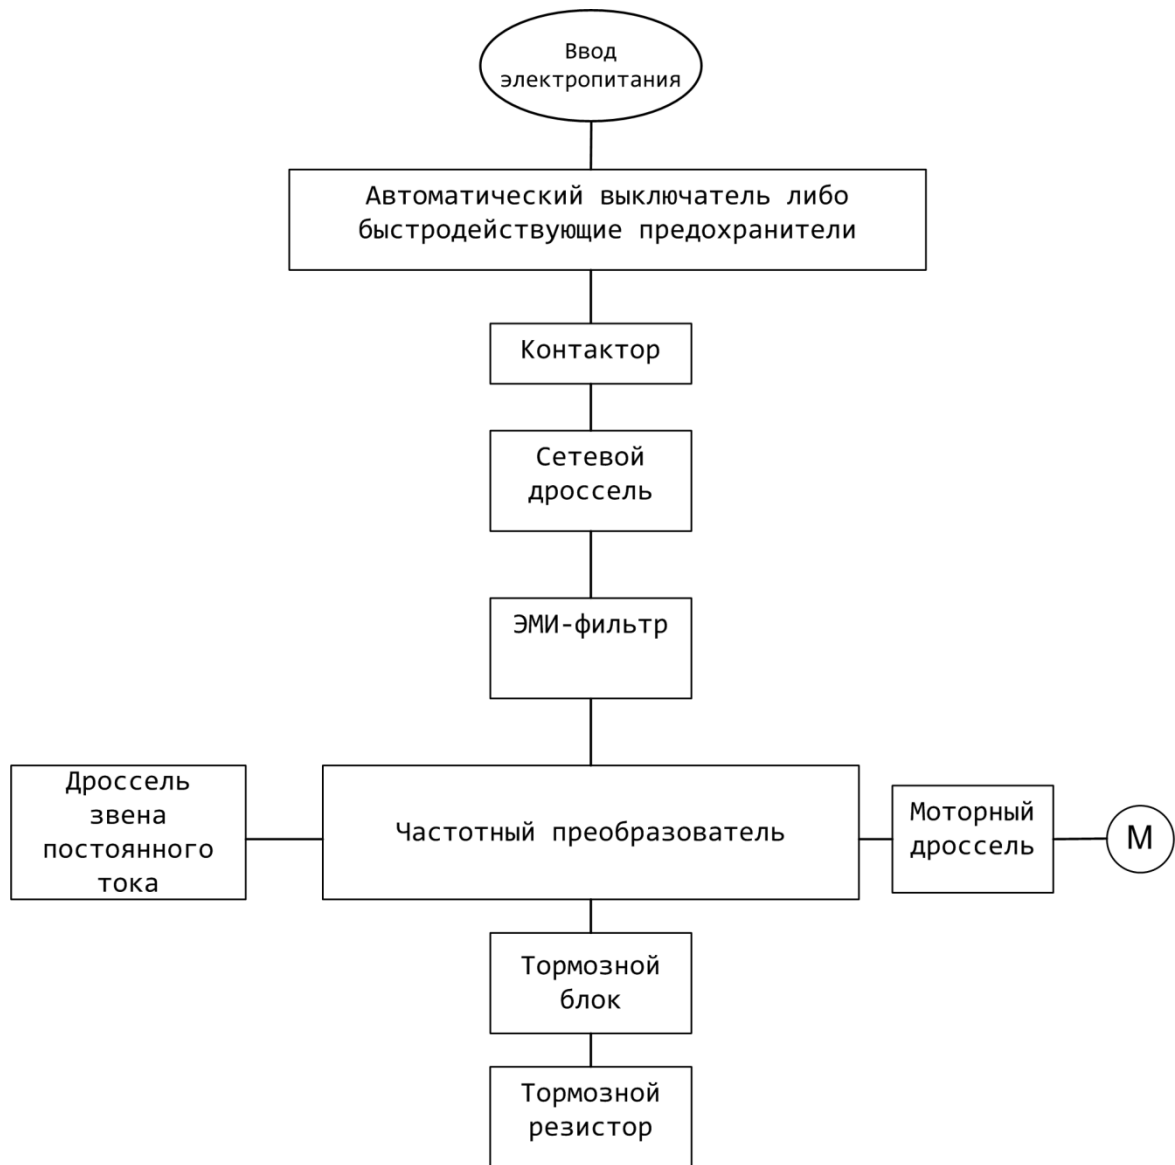 Ввод
электропитания
Автоматический выключатель либо
быстродействующие предохранители
Контактор
Сетевой
дроссель
ЭМИ-фильтр
Дроссель
звена
постоянного
тока
Частотный преобразователь
Моторный
дроссель
М
Тормозной
блок
Тормозной
резистор